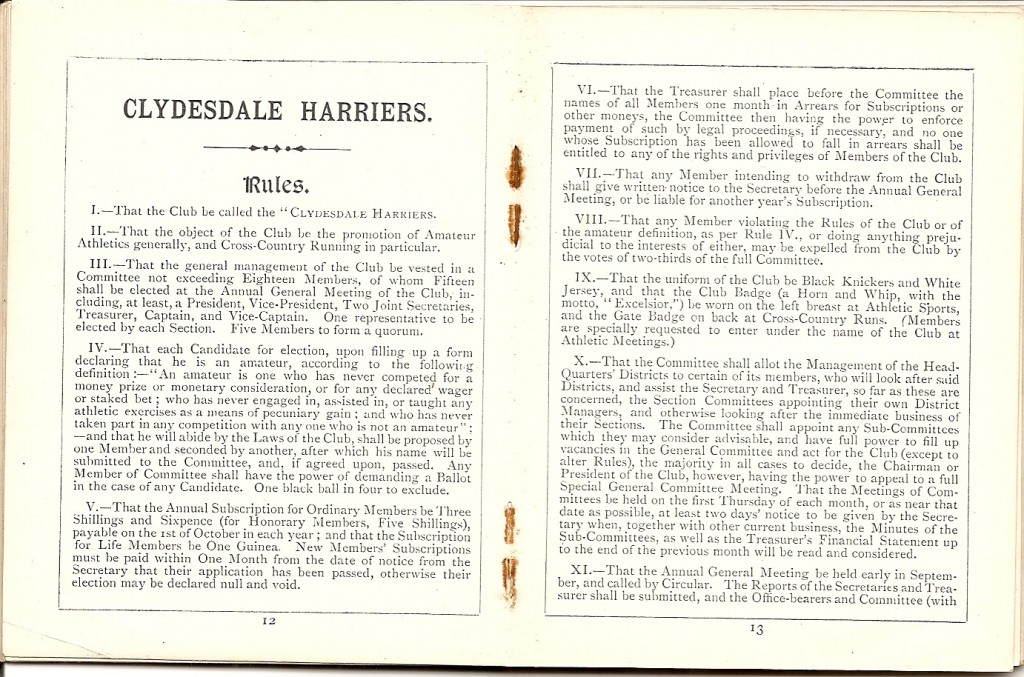 CLYDESDALE HARRIERS.
Rules.
I.—That the Club be called the “CLYDESDALE HARRIERS.
II.—That the object of the Club be the promotion of Amateur
Athletics generally, and Cross-Country Running in particular.
III.—That the general management of the Club be vested in a
Committee not exceeding Eighteen Members, of whom Fifteen
shall be elected at the Annual General Meeting of the Club, in-
cluding, at least, a President, Vice-President, Two Joint Secretaries,
Treasurer, Captain, and Vice-Captain. One representative to be
elected by each Section. Five Members to form a quorum.
IV.—That each Candidate for election, upon filling up a form
declaring that he is an amateur, according to the following
definition :—“An amateur is one who has never competed for a
money prize or monetary consideration, or for any declared wager
or staked bet ; who has never engaged in, assisted in, or taught any
athletic exercises as a means of pecuniary gain ; and who has never
taken part in any competition with any one who is not an amateur” ;
—and that he will abide by the Laws of the Club, shall be proposed by
one Member and seconded by another, after which his name will be
submitted to the Committee, and, if agreed upon, passed. Any
Member of Committee shall have the power of demanding a Ballot
in the case of any Candidate. One black ball in four to exclude.
V.—That the Annual Subscription for Ordinary Members be Three
Shillings and Sixpence (for Honorary Members, Five Shillings),
payable on the 1st of October in each year ; and that the Subscription
for Life Members be One Guinea. New Members’ Subscriptions
must be paid within One Month from the date of notice from the
Secretary that their application has been passed, otherwise their
election may be declared null and void.
12
VI.—That the Treasurer shall place before the Committee the
names of all Members one month in Arrears for Subscriptions or
other moneys, the Committee then having the power to enforce
payment of such by legal proceedings, if necessary, and no one
whose Subscription has been allowed to fall in arrears shall be
entitled to any of the rights and privileges of Members of the Club.
VII.—That any Member intending to withdraw from the Club
shall give written notice to the Secretary before the Annual General
Meeting, or be liable for another year’s Subscription.
VIII.—That any Member violating the Rules of the Club or of
the amateur definition, as per Rule IV., or doing anything preju-
dicial to the interests of either, may be expelled from the Club by
the votes of two-thirds of the full Committee.
IX.—That the uniform of the Club be Black Knickers and White
Jersey, and that the Club Badge (a Horn and Whip, with the
motto, “Excelsior,”) be worn on the left breast at Athletic Sports,
and the Gate Badge on back at Cross-Country Runs. (Members
are specially requested to enter under the name of the Club at
Athletic Meetings.)
X.—That the Committee shall allot the Management of the Head-
Quarters’ Districts to certain of its members, who will look after said
Districts, and assist the Secretary and Treasurer, so far as these are
concerned, the Section Committees appointing their own District
Managers, and otherwise looking after the immediate business of
their Sections. The Committee shall appoint any Sub-Committees
which they may consider advisable, and have full power to fill up
vacancies in the General Committee and act for the Club (except to
alter Rules), the majority in all cases to decide, the Chairman or
President of the Club, however, having the power to appeal to a full
Special General Committee Meeting. That the Meetings of Com-
mittees be held on the first Thursday of each month, or as near that
date as possible, at least two days’ notice to be given by the Secre-
tary when, together with other current business, the Minutes of the
Sub-Committees, as well as the Treasurer’s Financial Statement up
to the end of the previous month will be read and considered.
XI.—That the Annual General Meeting be held early in Septem-
ber, and called by Circular. The Reports of the Secretaries and Trea-
surer shall be submitted, and the Office-bearers and Committee (with
13